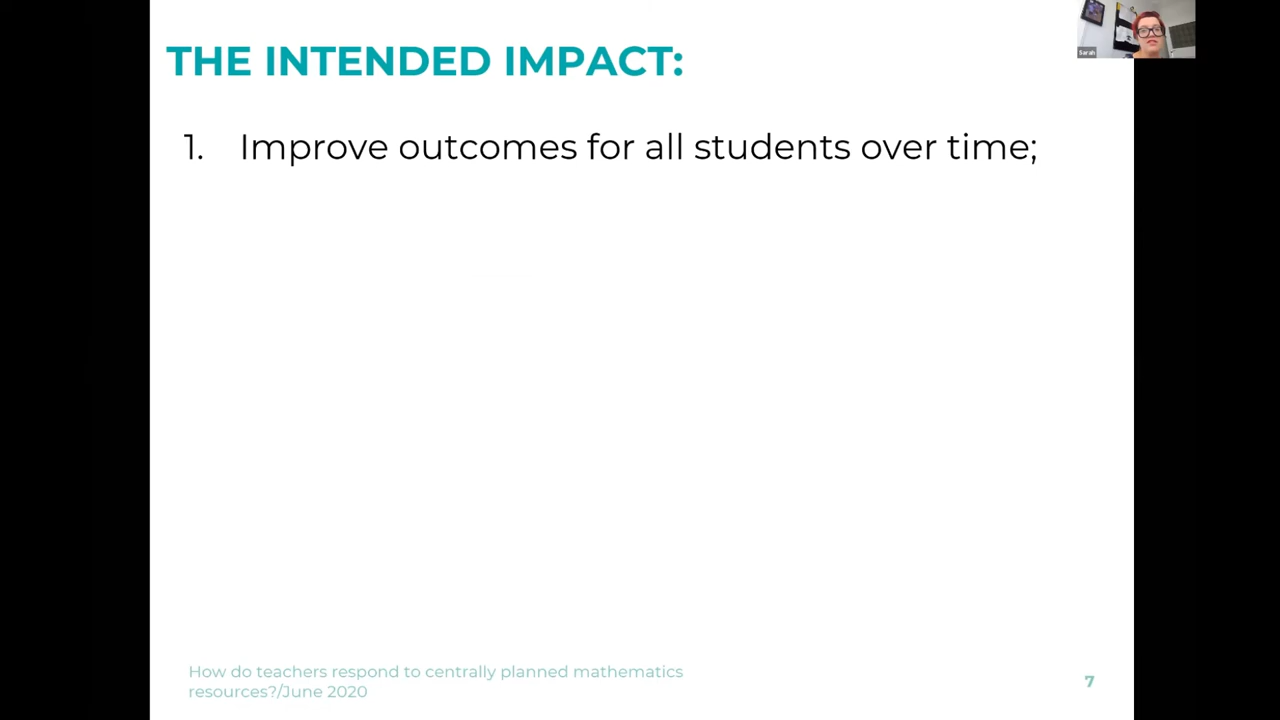 THE INTENDED IMPACT:
Sarah
1. Improve outcomes for all students over time;
How do teachers respond to centrally planned mathematics
resources?/June 2020
7